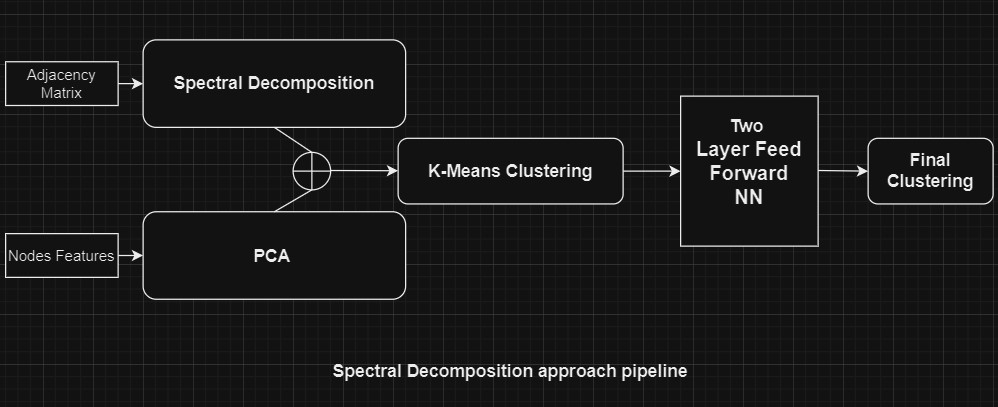 Adjacency
Matrix
Spectral Decomposition
Nodes Features
PCA
K-Means Clustering
Two
Layer Feed
Forward
NN
Final
Clustering
Spectral Decomposition approach pipeline